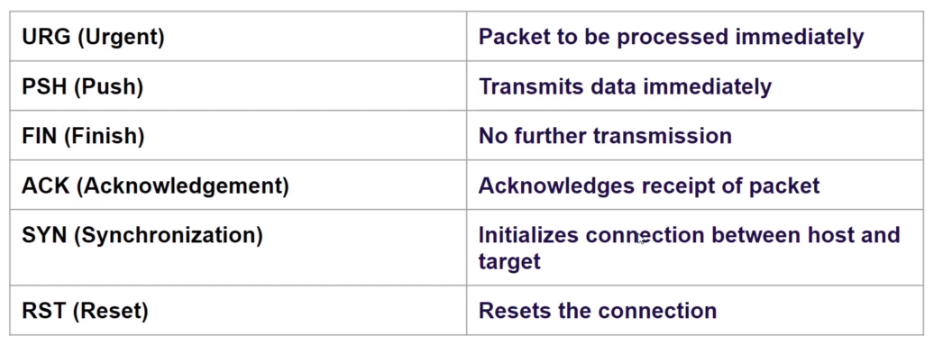 URG (Urgent) Packet to be processed immediately
PSH (Push) Transmits data immediately
FIN (Finish) No further transmission
ACK (Acknowledgement) Acknowledges receipt of packet
SYN (Synchronization) Initializes connection between host and
target
RST (Reset) Resets the connection